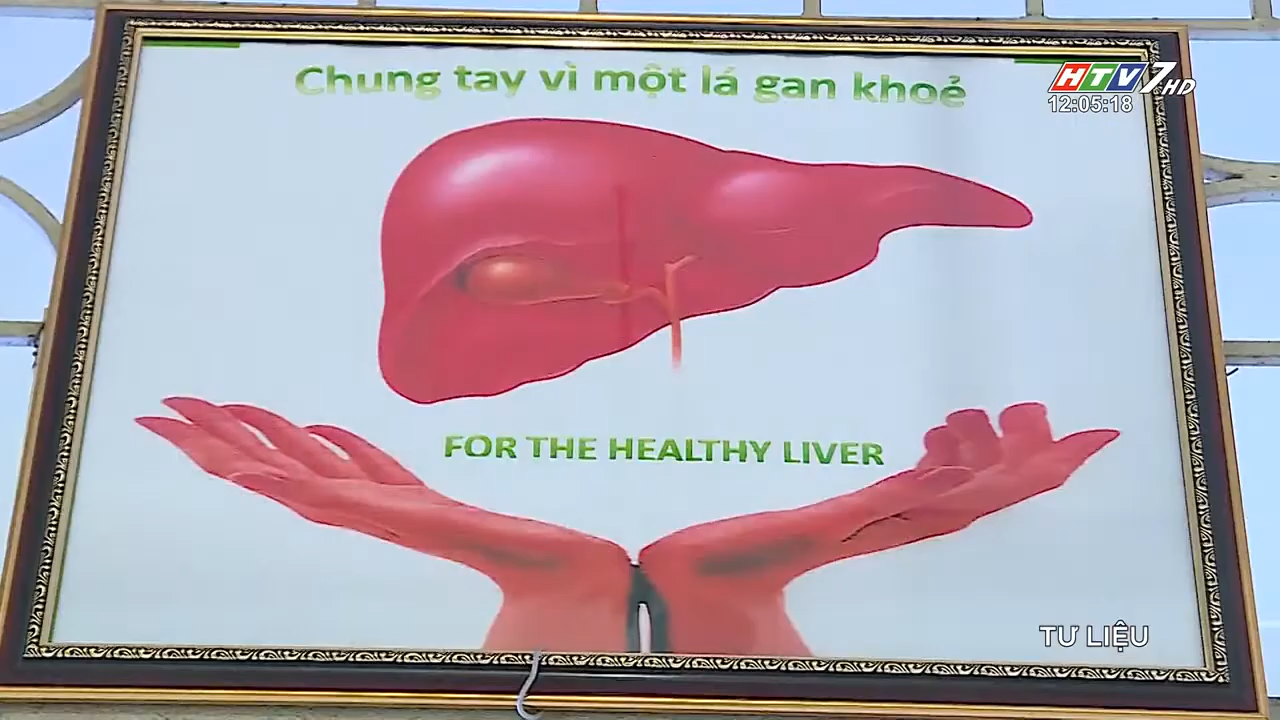 Chung tay vì một lá gan khoẻ
HTV7 HD
12:05:18
FOR THE HEALTHY LIVER
TƯ LIỆU